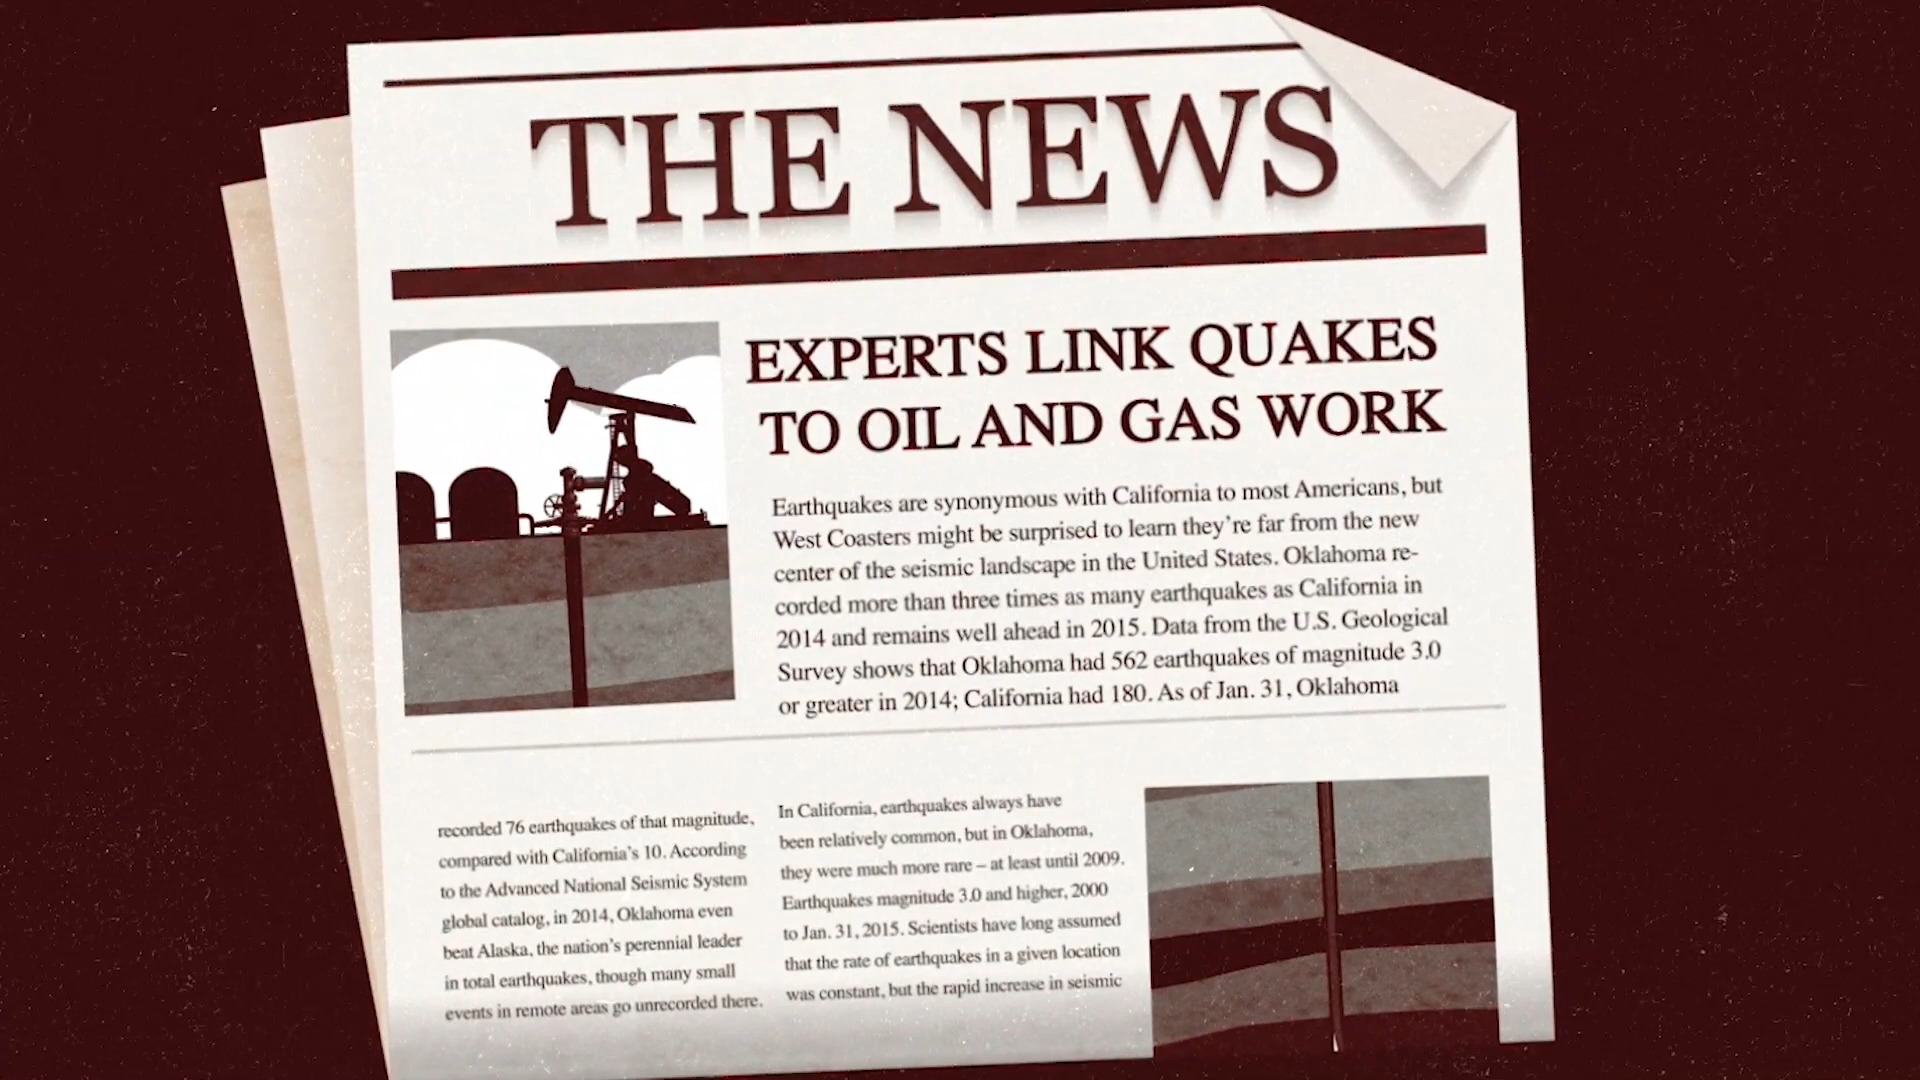 THE NEWS
EXPERTS LINK QUAKES
TO OIL AND GAS WORK
Earthquakes are synonymous with California to most Americans, but
West Coasters might be surprised to learn they're far from the new
center of the seismic landscape in the United States. Oklahoma re-
corded more than three times as many earthquakes as California in
2014 and remains well ahead in 2015. Data from the U.S. Geological
Survey shows that Oklahoma had 562 earthquakes of magnitude 3.0
or greater in 2014; California had 180. As of Jan. 31, Oklahoma
recorded 76 earthquakes of that magnitude,
compared with California's 10. According
to the Advanced National Seismic System
global catalog, in 2014, Oklahoma even
beat Alaska, the nation's perennial leader
in total earthquakes, though many small
events in remote areas go unrecorded there.
In California, earthquakes always have
been relatively common, but in Oklahoma,
they were much more rare – at least until 2009.
Earthquakes magnitude 3.0 and higher, 2000
to Jan. 31, 2015. Scientists have long assumed
that the rate of earthquakes in a given location
was constant, but the rapid increase in seismic